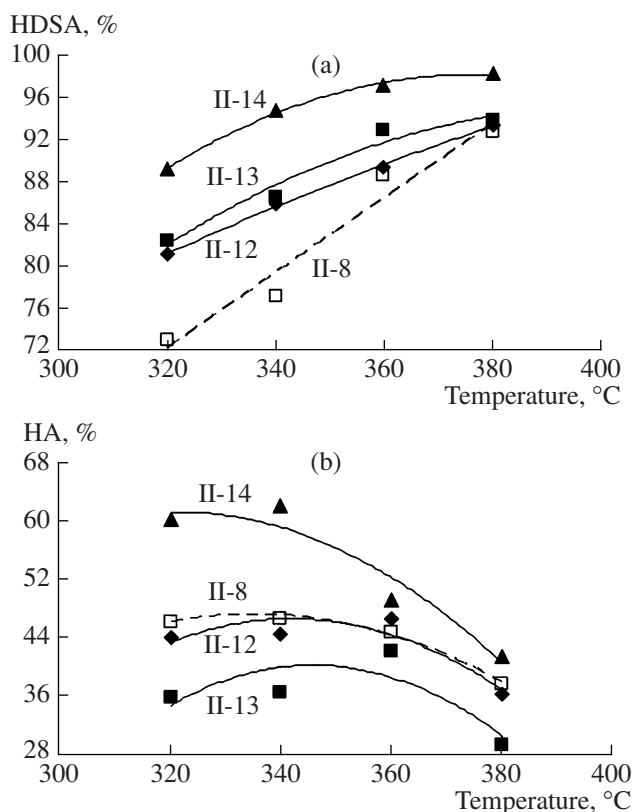 HDSA, %
100
(a)
96
II-14
92
88
II-13
84
II-12
II-8
80
76
72
300 320 340 360 380 400
Temperature, °C
HA, %
68
(b)
II-14
60
52
II-8
44
II-12
36
II-13
28
300 320 340 360 380 400
Temperature, °C